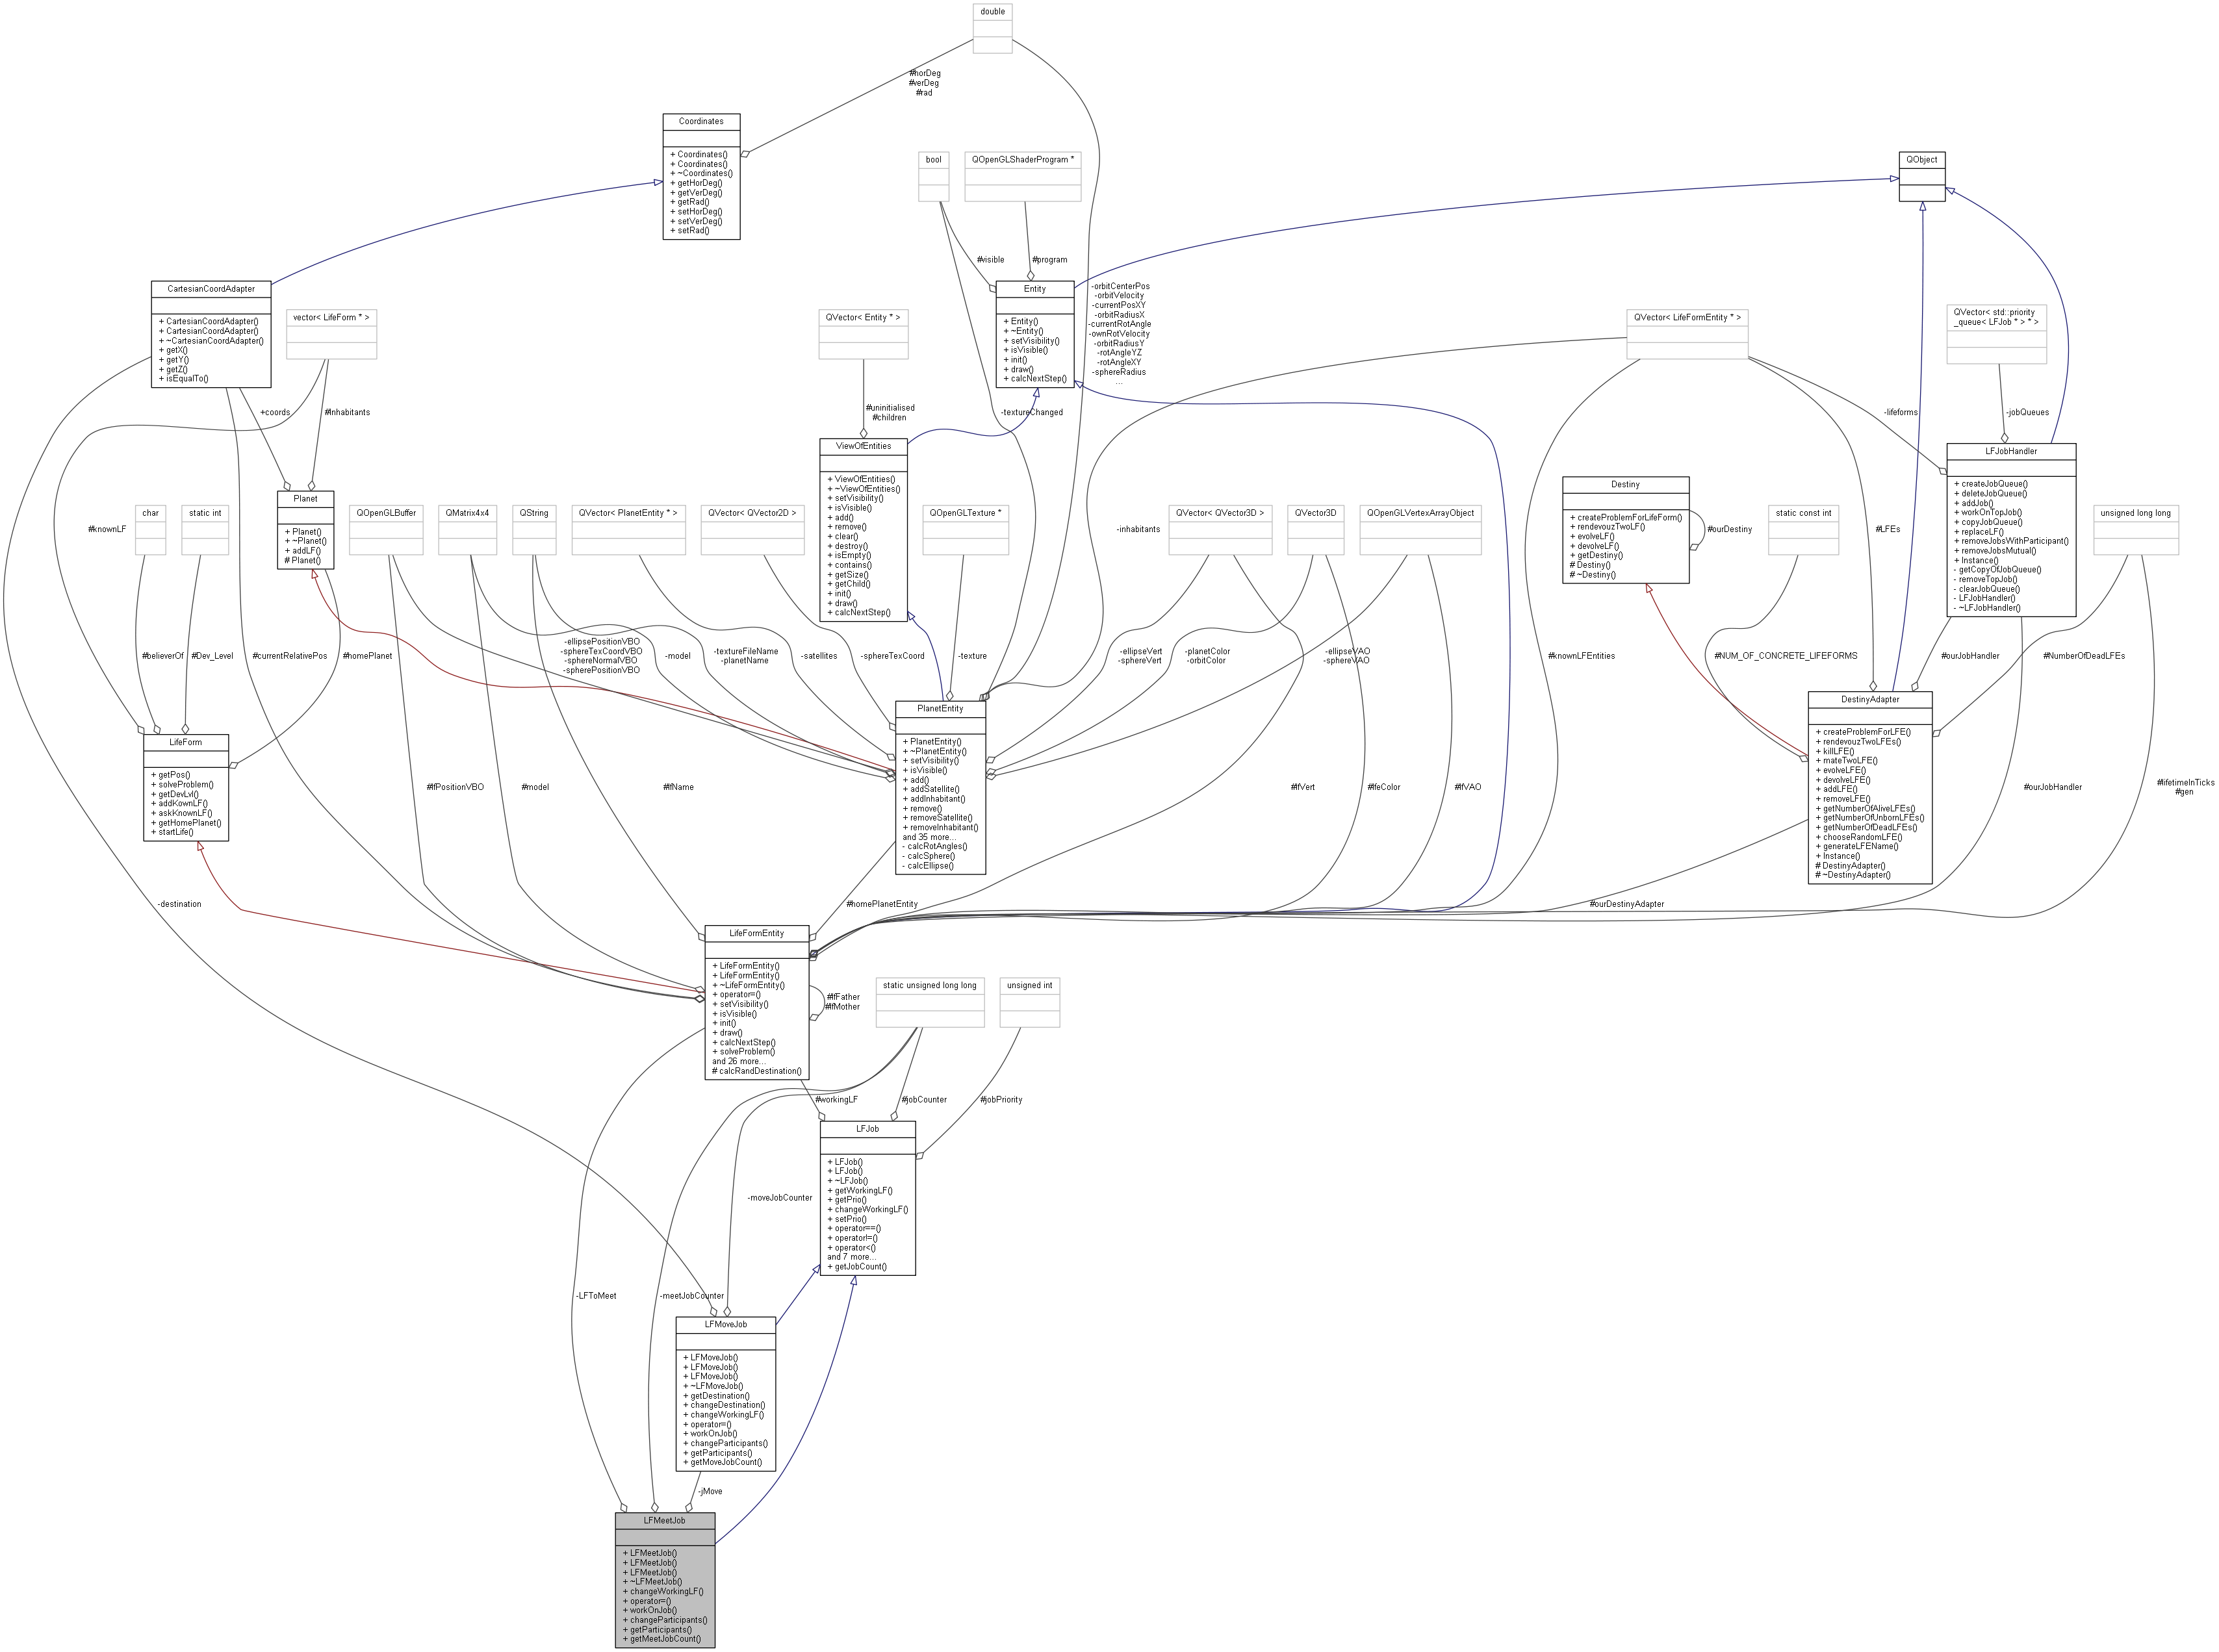 double
#horDeg
#verDeg
#rad
Coordinates
+ Coordinates()
+ Coordinates()
+ ~Coordinates()
+ getHorDeg()
+ getVerDeg()
+ getRad()
+ setHorDeg()
+ setVerDeg()
+ setRad()
bool
QOpenGLShaderProgram *
QObject
#visible
#program
CartesianCoordAdapter
+ CartesianCoordAdapter()
+ CartesianCoordAdapter()
+ ~CartesianCoordAdapter()
+ getX()
+ getY()
+ getZ()
+ isEqualTo()
vector< LifeForm * >
QVector< Entity * >
Entity
+ Entity()
+ ~Entity()
+ setVisibility()
+ isVisible()
+ init()
+ draw()
+ calcNextStep()
-orbitCenterPos
-orbitVelocity
-currentPosXY
-orbitRadiusX
-currentRotAngle
-ownRotVelocity
-orbitRadiusY
-rotAngleYZ
-rotAngleXY
-sphereRadius
...
QVector< LifeFormEntity * >
QVector< std::priority
_queue< LFJob * > * >
+coords
#Inhabitants
#uninitialised
#children
-textureChanged
-lifeforms
-jobQueues
ViewOfEntities
+ ViewOfEntities()
+ ~ViewOfEntities()
+ setVisibility()
+ isVisible()
+ add()
+ remove()
+ clear()
+ destroy()
+ isEmpty()
+ contains()
+ getSize()
+ getChild()
+ init()
+ draw()
+ calcNextStep()
LFJobHandler
+ createJobQueue()
+ deleteJobQueue()
+ addJob()
+ workOnTopJob()
+ copyJobQueue()
+ replaceLF()
+ removeJobsWithParticipant()
+ removeJobsMutual()
+ Instance()
- getCopyOfJobQueue()
- removeTopJob()
- clearJobQueue()
- LFJobHandler()
- ~LFJobHandler()
Destiny
+ createProblemForLifeForm()
+ rendevouzTwoLF()
+ evolveLF()
+ devolveLF()
+ getDestiny()
# Destiny()
# ~Destiny()
#ourDestiny
#LFEs
#knownLF
Planet
+ Planet()
+ ~Planet()
+ addLF()
# Planet()
char
static int
QOpenGLBuffer
QMatrix4x4
QString
QVector< PlanetEntity * >
QVector< QVector2D >
QOpenGLTexture *
-inhabitants
QVector< QVector3D >
QVector3D
QOpenGLVertexArrayObject
static const int
unsigned long long
#believerOf
#Dev_Level
#currentRelativePos
#homePlanet
-ellipsePositionVBO
-sphereTexCoordVBO
-sphereNormalVBO
-spherePositionVBO
-model
-textureFileName
-planetName
-satellites
-sphereTexCoord
-texture
-ellipseVert
-sphereVert
-planetColor
-orbitColor
-ellipseVAO
-sphereVAO
#knownLFEntities
#NUM_OF_CONCRETE_LIFEFORMS
#ourJobHandler
#NumberOfDeadLFEs
LifeForm
+ getPos()
+ solveProblem()
+ getDevLvl()
+ addKownLF()
+ askKnownLF()
+ getHomePlanet()
+ startLife()
PlanetEntity
+ PlanetEntity()
+ ~PlanetEntity()
+ setVisibility()
+ isVisible()
+ add()
+ addSatellite()
+ addInhabitant()
+ remove()
+ removeSatellite()
+ removeInhabitant()
and 35 more...
- calcRotAngles()
- calcSphere()
- calcEllipse()
DestinyAdapter
+ createProblemForLFE()
+ rendevouzTwoLFEs()
+ killLFE()
+ mateTwoLFE()
+ evolveLFE()
+ devolveLFE()
+ addLFE()
+ removeLFE()
+ getNumberOfAliveLFEs()
+ getNumberOfUnbornLFEs()
+ getNumberOfDeadLFEs()
+ chooseRandomLFE()
+ generateLFEName()
+ Instance()
# DestinyAdapter()
# ~DestinyAdapter()
#lfPositionVBO
#model
#lfName
#lfVert
#lfeColor
#lfVAO
#ourJobHandler
#lifetimeInTicks
#gen
-destination
#homePlanetEntity
#ourDestinyAdapter
LifeFormEntity
+ LifeFormEntity()
+ LifeFormEntity()
+ ~LifeFormEntity()
+ operator=()
+ setVisibility()
+ isVisible()
+ init()
+ draw()
+ calcNextStep()
+ solveProblem()
and 26 more...
# calcRandDestination()
#lfFather
#lfMother
static unsigned long long
unsigned int
#workingLF
#jobCounter
#jobPriority
LFJob
+ LFJob()
+ LFJob()
+ ~LFJob()
+ getWorkingLF()
+ getPrio()
+ changeWorkingLF()
+ setPrio()
+ operator==()
+ operator!=()
+ operator<()
and 7 more...
+ getJobCount()
-moveJobCounter
-LFToMeet
-meetJobCounter
LFMoveJob
+ LFMoveJob()
+ LFMoveJob()
+ LFMoveJob()
+ ~LFMoveJob()
+ getDestination()
+ changeDestination()
+ changeWorkingLF()
+ operator=()
+ workOnJob()
+ changeParticipants()
+ getParticipants()
+ getMoveJobCount()
-jMove
LFMeetJob
+ LFMeetJob()
+ LFMeetJob()
+ LFMeetJob()
+ ~LFMeetJob()
+ changeWorkingLF()
+ operator=()
+ workOnJob()
+ changeParticipants()
+ getParticipants()
+ getMeetJobCount()